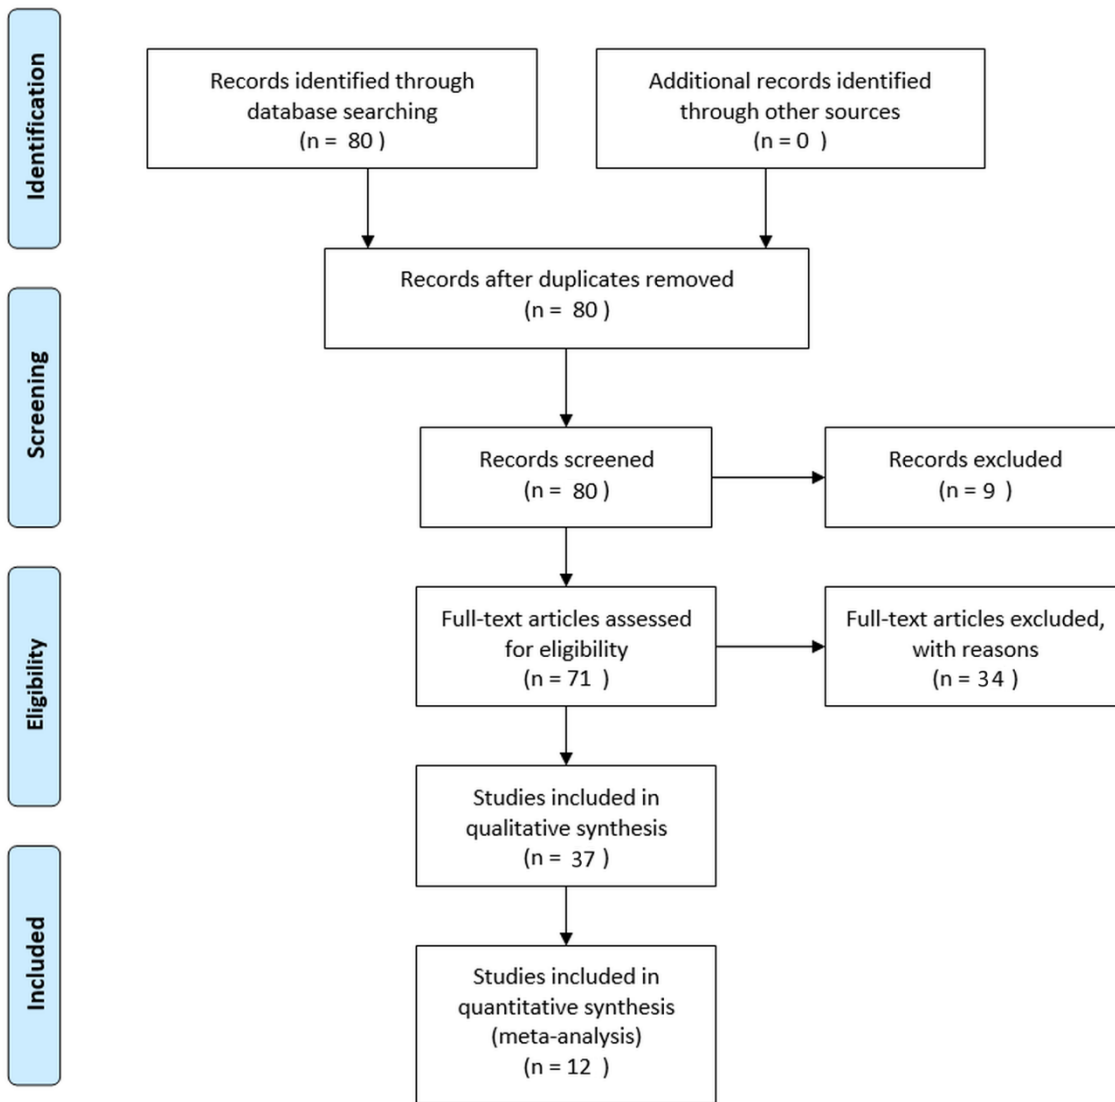 Identification
Records identified through
database searching
(n = 80 )
Additional records identified
through other sources
(n = 0 )
Records after duplicates removed
(n = 80 )
Screening
Records screened
(n = 80 )
Records excluded
(n = 9 )
Eligibility
Full-text articles assessed
for eligibility
(n = 71 )
Full-text articles excluded,
with reasons
(n = 34 )
Studies included in
qualitative synthesis
(n = 37 )
Included
Studies included in
quantitative synthesis
(meta-analysis)
(n = 12 )